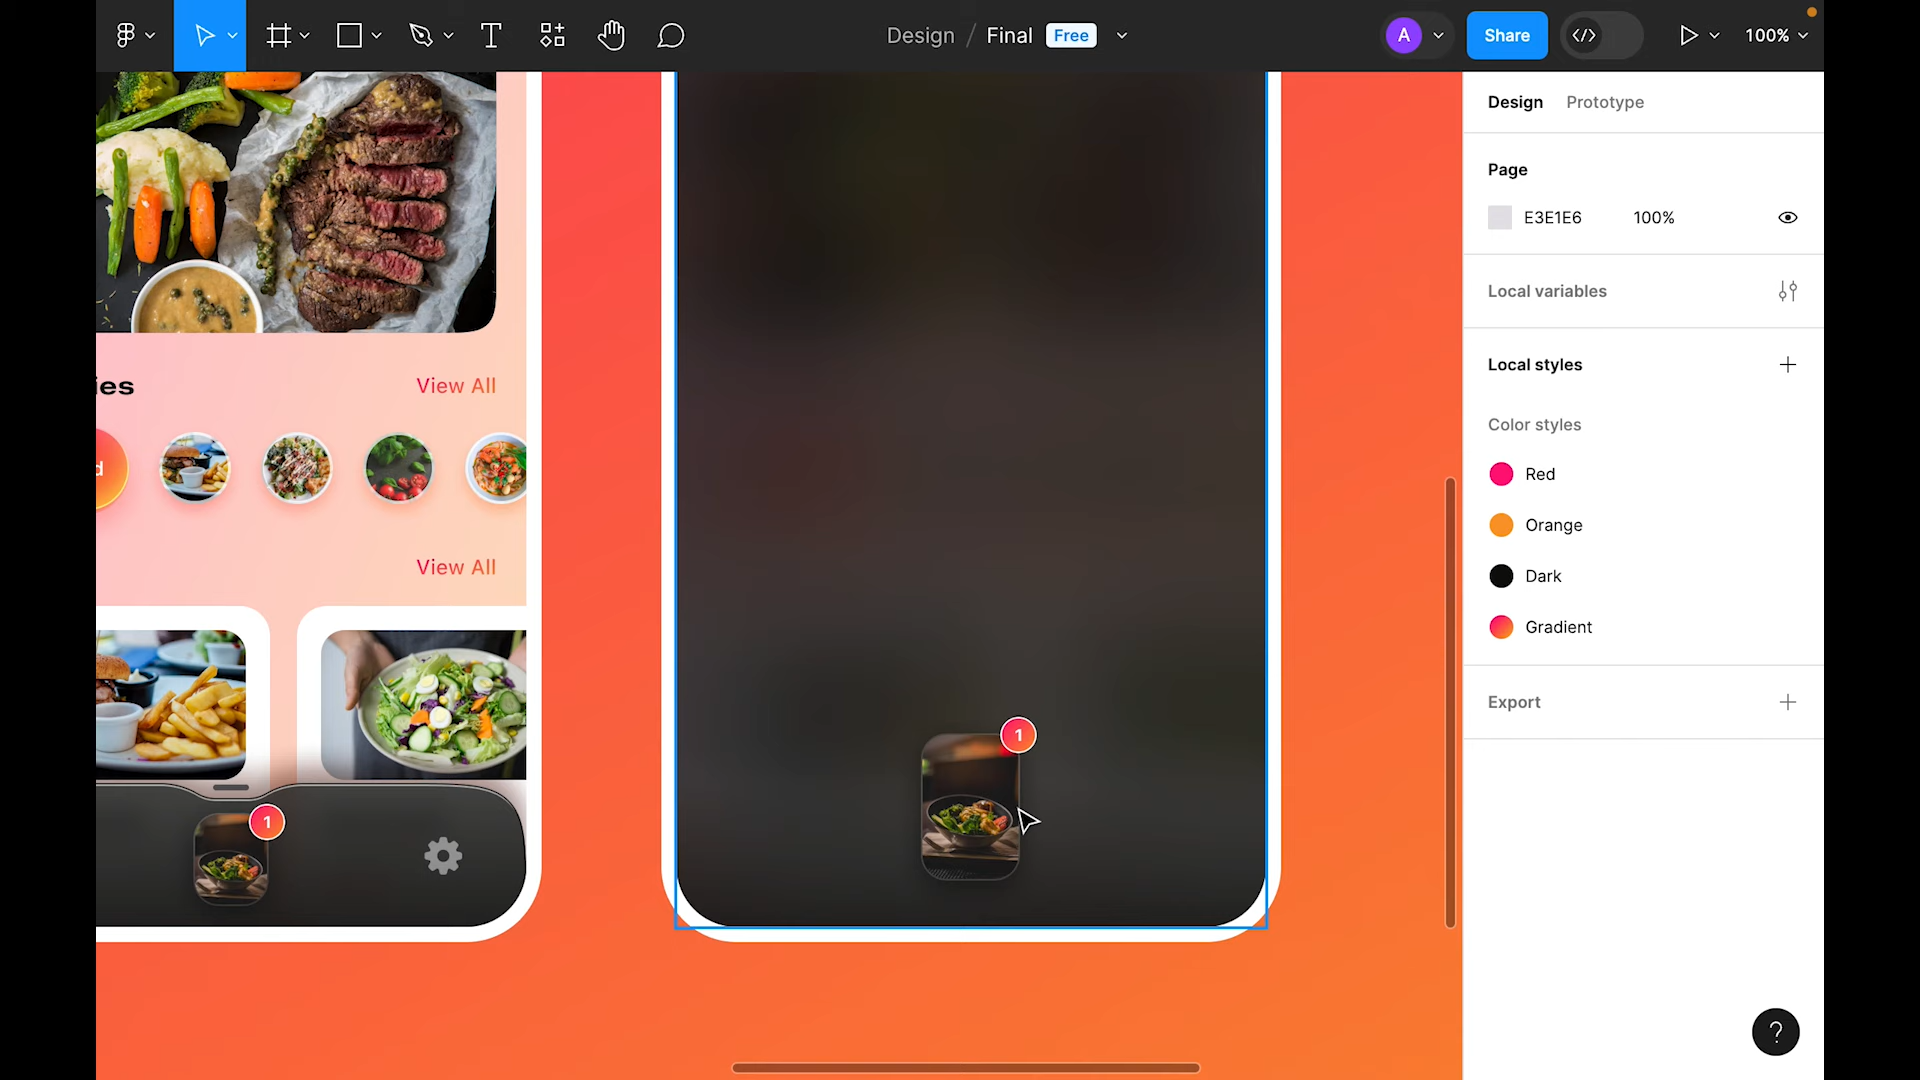 Design / Final Free
A
Share
100%
Design Prototype
Page
E3E1E6 100%
Local variables
Local styles
Color styles
Red
Orange
Dark
Gradient
Export
ies View All
d
View All
1
1
?